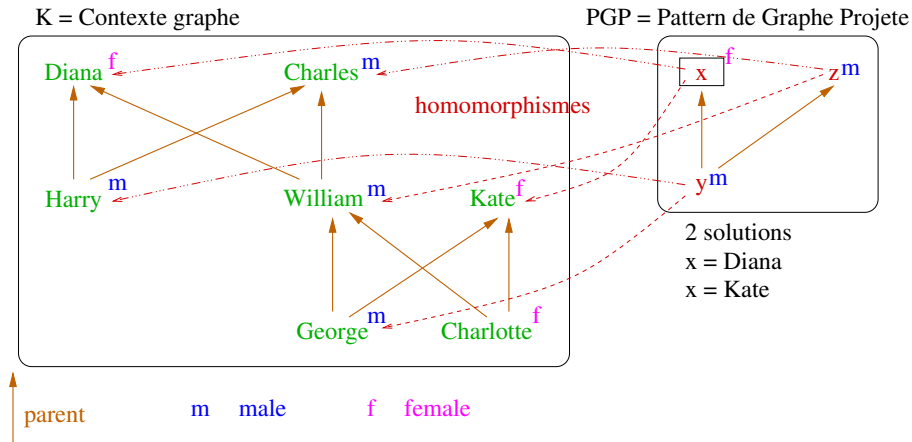 K = Contexte graphe
PGP = Pattern de Graphe Projete
Diana f
Charles m
x f
z m
homomorphismes
Harry m
William m
Kate f
y m
2 solutions
x = Diana
x = Kate
George m
Charlotte f
parent
m male
f female